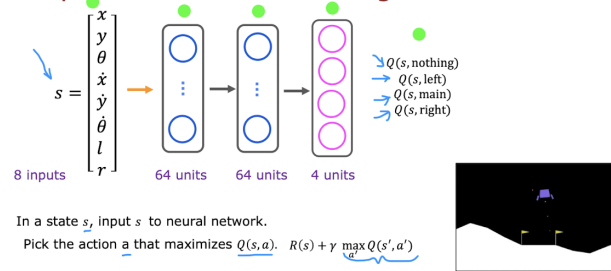 s =
x
y
θ
ẋ
ẏ
θ̇
l
r
Q(s, nothing)
Q(s, left)
Q(s, main)
Q(s, right)
8 inputs
64 units
64 units
4 units
In a state s, input s to neural network.
Pick the action a that maximizes Q(s, a). R(s) + γ max Q(s′, a′)
a′